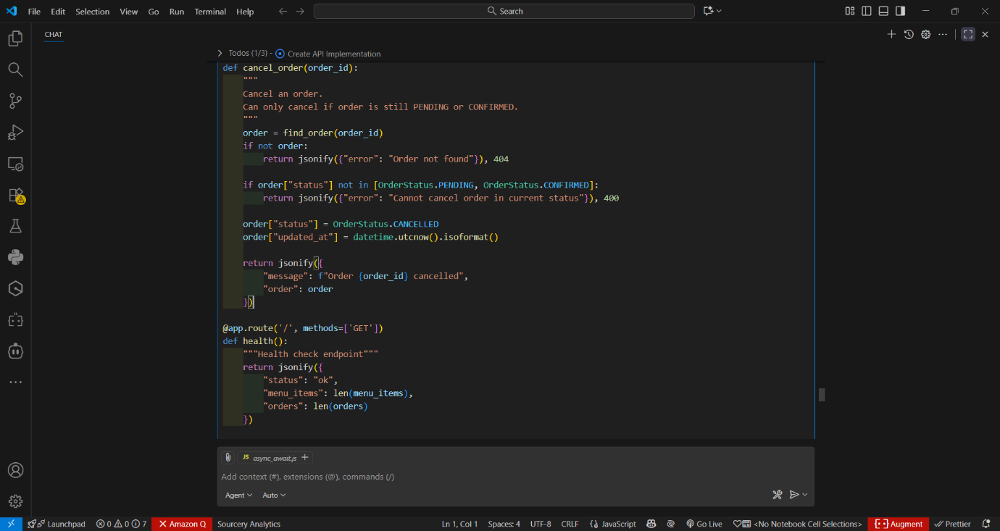 File Edit Selection View Go Run Terminal Help
Search
CHAT
Todos (1/3) - Create API Implementation
def cancel_order(order_id):
    """
    Cancel an order.
    Can only cancel if order is still PENDING or CONFIRMED.
    """
    order = find_order(order_id)
    if not order:
        return jsonify({"error": "Order not found"}), 404
    if order["status"] not in [OrderStatus.PENDING, OrderStatus.CONFIRMED]:
        return jsonify({"error": "Cannot cancel order in current status"}), 400
    order["status"] = OrderStatus.CANCELLED
    order["updated_at"] = datetime.utcnow().isoformat()
    return jsonify({
        "message": f"Order {order_id} cancelled",
        "order": order
    })
@app.route('/', methods=['GET'])
def health():
    """Health check endpoint"""
    return jsonify({
        "status": "ok",
        "menu_items": len(menu_items),
        "orders": len(orders)
    })
JS async_await.js +
Add context (#), extensions (@), commands (/)
Agent Auto
Launchpad 0 0 7 Amazon Q Sourcery Analytics Ln 1, Col 1 Spaces: 4 UTF-8 CRLF {} JavaScript Go Live <No Notebook Cell Selections> Augment Prettier